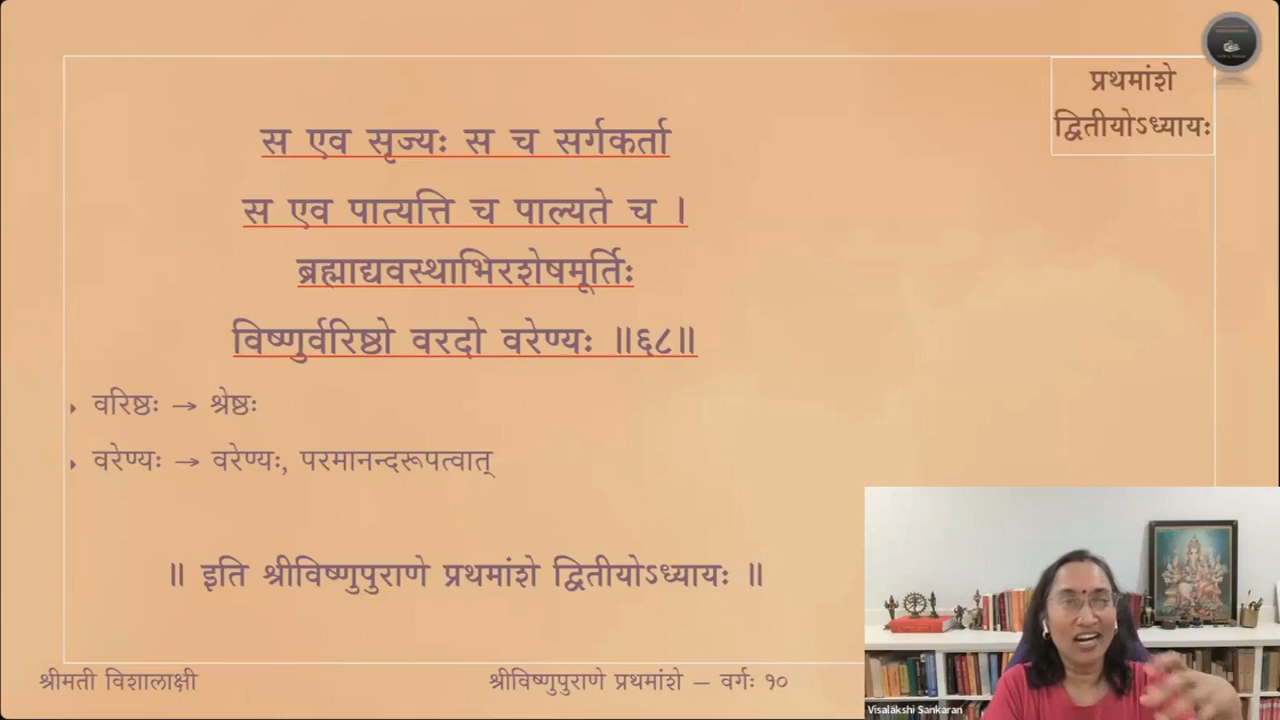 प्रथमांशे
द्वितीयोऽध्यायः
स एव सृज्यः स च सर्गकर्ता
स एव पात्यत्ति च पाल्यते च ।
ब्रह्माद्यवस्थाभिरशेषमूर्तिः
विष्णुर्वरिष्ठो वरदो वरेण्यः ॥६८॥
वरिष्ठः → श्रेष्ठः
वरेण्यः → वरेण्यः, परमानन्दरूपत्वात्
॥ इति श्रीविष्णुपुराणे प्रथमांशे द्वितीयोऽध्यायः ॥
श्रीमती विशालाक्षी
श्रीविष्णुपुराणे प्रथमांशे – वर्गः १०
Visalakshi Sankaran